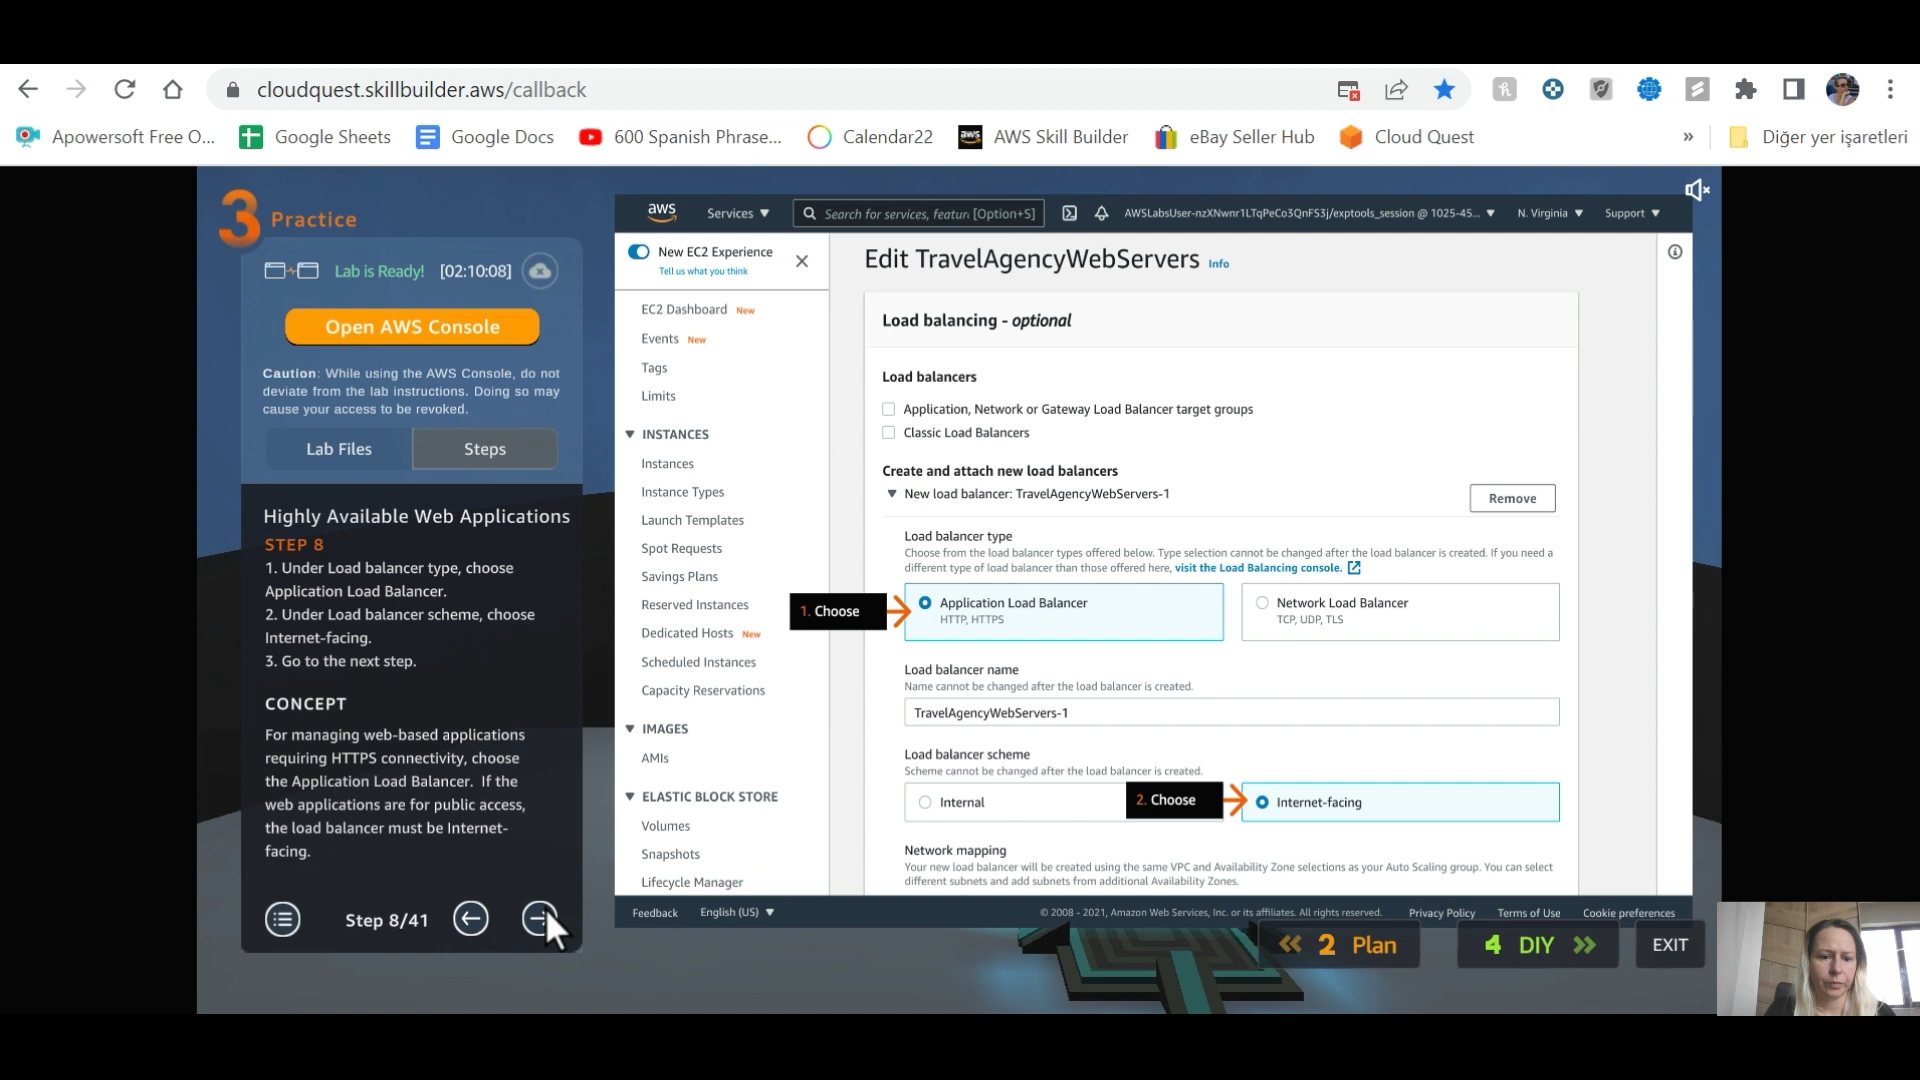 cloudquest.skillbuilder.aws/callback
Apowersoft Free O...
Google Sheets
Google Docs
600 Spanish Phrase...
Calendar22
aws
AWS Skill Builder
eBay Seller Hub
Cloud Quest
»
Diğer yer işaretleri
3 Practice
Lab is Ready! [02:10:08]
Open AWS Console
Caution: While using the AWS Console, do not
deviate from the lab instructions. Doing so may
cause your access to be revoked.
Lab Files
Steps
Highly Available Web Applications
STEP 8
1. Under Load balancer type, choose
Application Load Balancer.
2. Under Load balancer scheme, choose
Internet-facing.
3. Go to the next step.
CONCEPT
For managing web-based applications
requiring HTTPS connectivity, choose
the Application Load Balancer. If the
web applications are for public access,
the load balancer must be Internet-
facing.
Step 8/41
aws
Services
Search for services, featur [Option+S]
AWSLabsUser-nzXNwnr1LTqPeCo3QnFS3j/exptools_session @ 1025-45...
N. Virginia
Support
New EC2 Experience
Tell us what you think
EC2 Dashboard New
Events New
Tags
Limits
INSTANCES
Instances
Instance Types
Launch Templates
Spot Requests
Savings Plans
Reserved Instances
Dedicated Hosts New
Scheduled Instances
Capacity Reservations
IMAGES
AMIs
ELASTIC BLOCK STORE
Volumes
Snapshots
Lifecycle Manager
Edit TravelAgencyWebServers Info
Load balancing - optional
Load balancers
Application, Network or Gateway Load Balancer target groups
Classic Load Balancers
Create and attach new load balancers
New load balancer: TravelAgencyWebServers-1
Remove
Load balancer type
Choose from the load balancer types offered below. Type selection cannot be changed after the load balancer is created. If you need a
different type of load balancer than those offered here, visit the Load Balancing console.
1. Choose
Application Load Balancer
HTTP, HTTPS
Network Load Balancer
TCP, UDP, TLS
Load balancer name
Name cannot be changed after the load balancer is created.
TravelAgencyWebServers-1
Load balancer scheme
Scheme cannot be changed after the load balancer is created.
Internal
2. Choose
Internet-facing
Network mapping
Your new load balancer will be created using the same VPC and Availability Zone selections as your Auto Scaling group. You can select
different subnets and add subnets from additional Availability Zones.
Feedback
English (US)
© 2008 - 2021, Amazon Web Services, Inc. or its affiliates. All rights reserved.
Privacy Policy
Terms of Use
Cookie preferences
2 Plan
4 DIY
EXIT